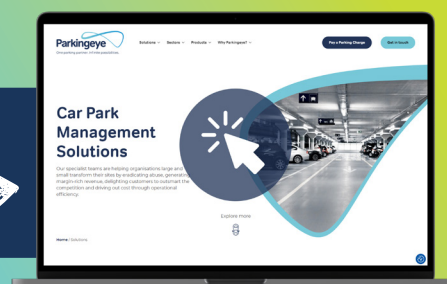 Parkingeye
Solutions Sectors Products Why Parkingeye?
Pay a Parking Charge
Get in touch
Car Park
Management
Solutions
Our specialist teams are helping organisations large and
small transform their sites by eradicating abuse, generating
margin-rich revenue, delighting customers to outsmart the
competition and driving out cost through operational
efficiency.
Explore more
Home | Solutions